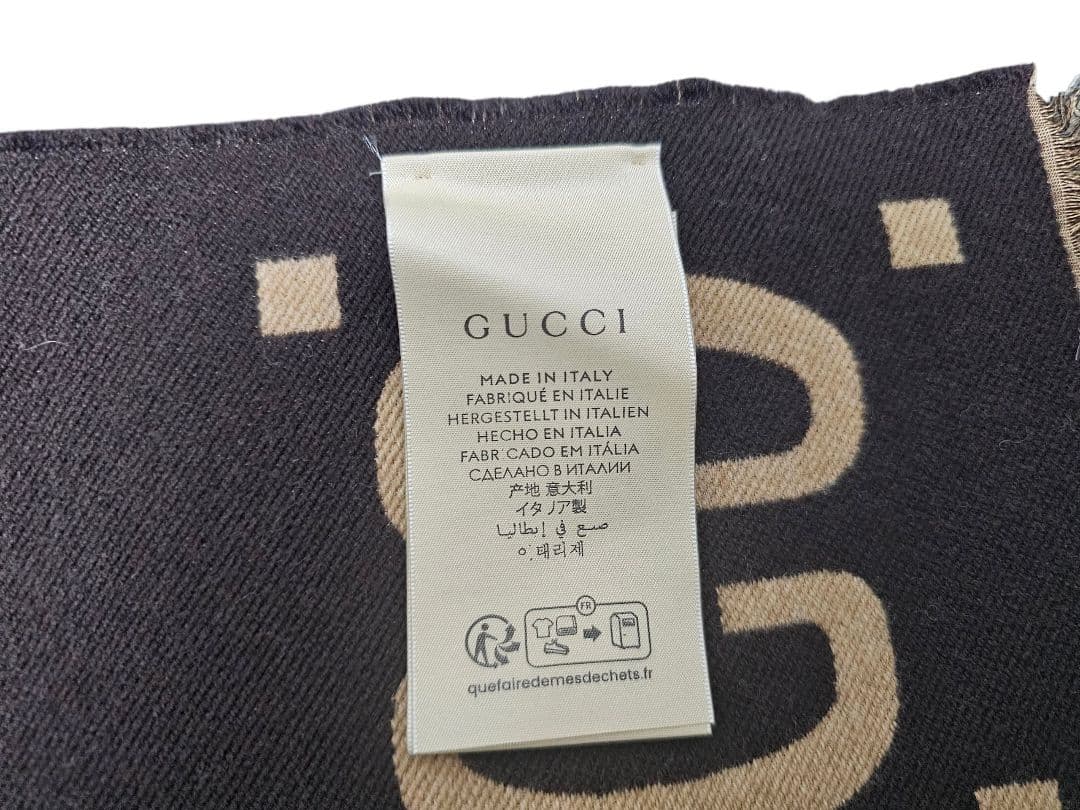 GUCCI
MADE IN ITALY
FABRIQUÉ EN ITALIE
HERGESTELLT IN ITALIEN
HECHO EN ITALIA
FABRICADO EM ITÁLIA
СДЕЛАНО В ИТАЛИИ
产地 意大利
イタリア製
صنع في إيطاليا
이태리제
FR
quefairedemesdechets.fr